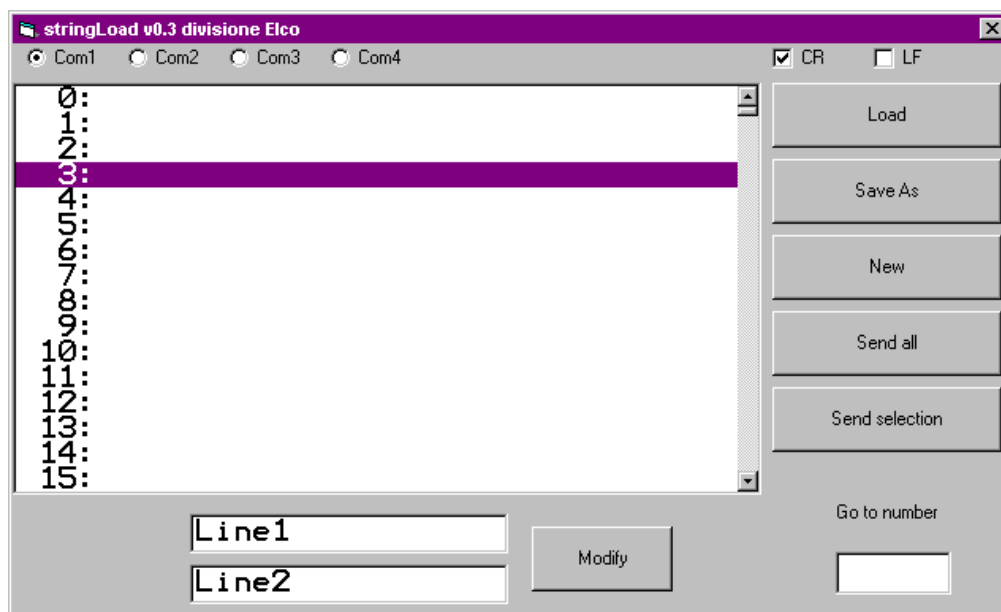 stringLoad v0.3 divisione Elco
Com1 Com2 Com3 Com4 CR LF
0:
1:
2:
3:
4:
5:
6:
7:
8:
9:
10:
11:
12:
13:
14:
15:
Load
Save As
New
Send all
Send selection
Go to number
Line1
Line2
Modify